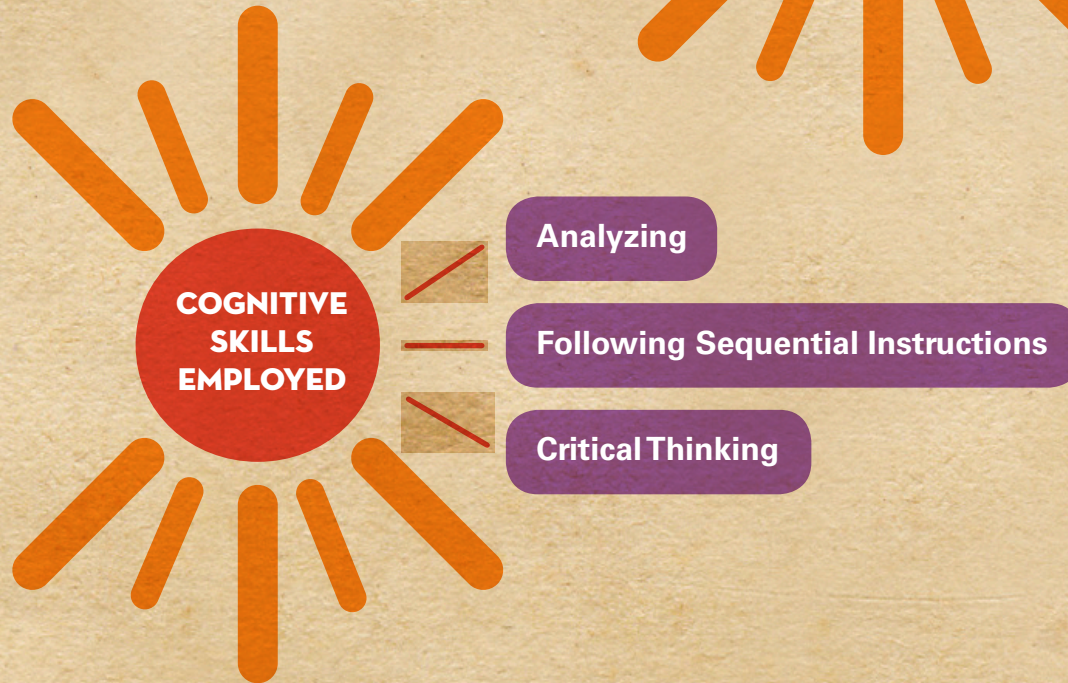 COGNITIVE
SKILLS
EMPLOYED
Analyzing
Following Sequential Instructions
Critical Thinking